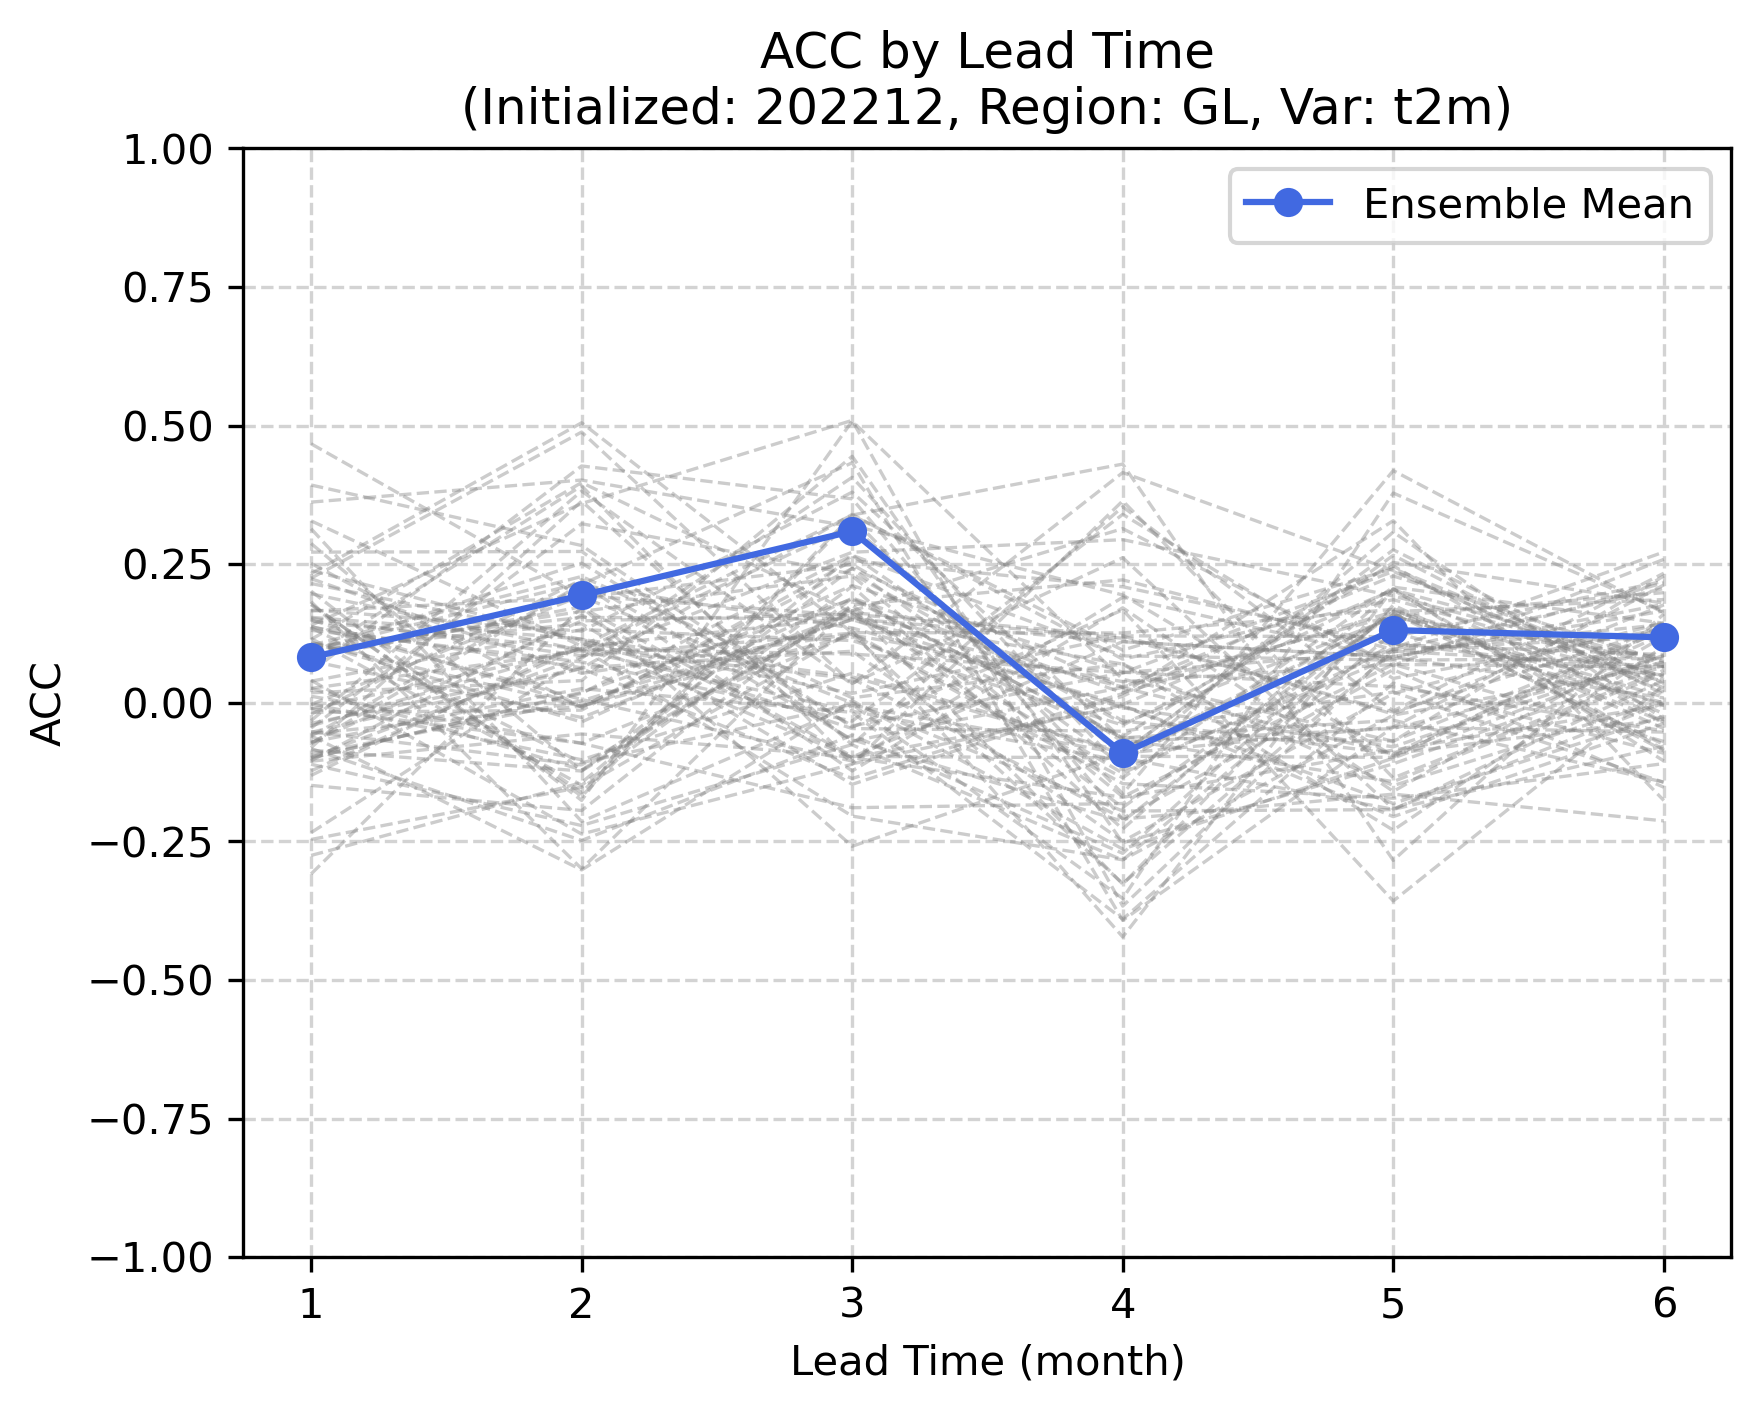 ACC by Lead Time
(Initialized: 202212, Region: GL, Var: t2m)
Ensemble Mean
1.00
0.75
0.50
0.25
0.00
−0.25
−0.50
−0.75
−1.00
ACC
1 2 3 4 5 6
Lead Time (month)